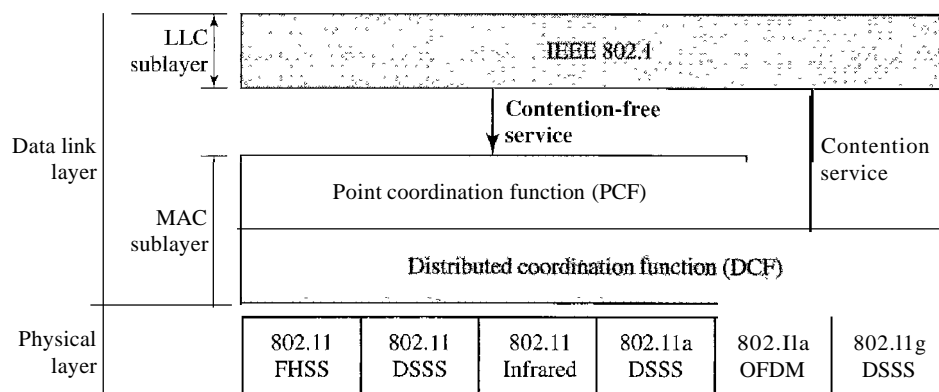 LLC
sublayer
IEEE 802.1
Contention-free
service
Data link
layer
Contention
service
Point coordination function (PCF)
MAC
sublayer
Distributed coordination function (DCF)
Physical
layer
802.11
FHSS
802.11
DSSS
802.11
Infrared
802.11a
DSSS
802.IIa
OFDM
802.11g
DSSS